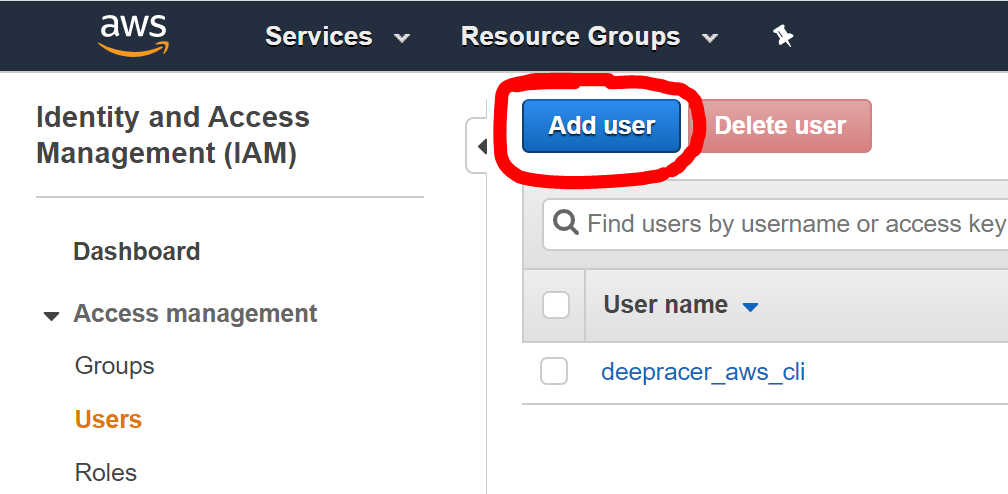 aws Services Resource Groups
Identity and Access
Management (IAM)
Dashboard
Access management
Groups
Users
Roles
Add user Delete user
Find users by username or access key
User name
deepracer_aws_cli